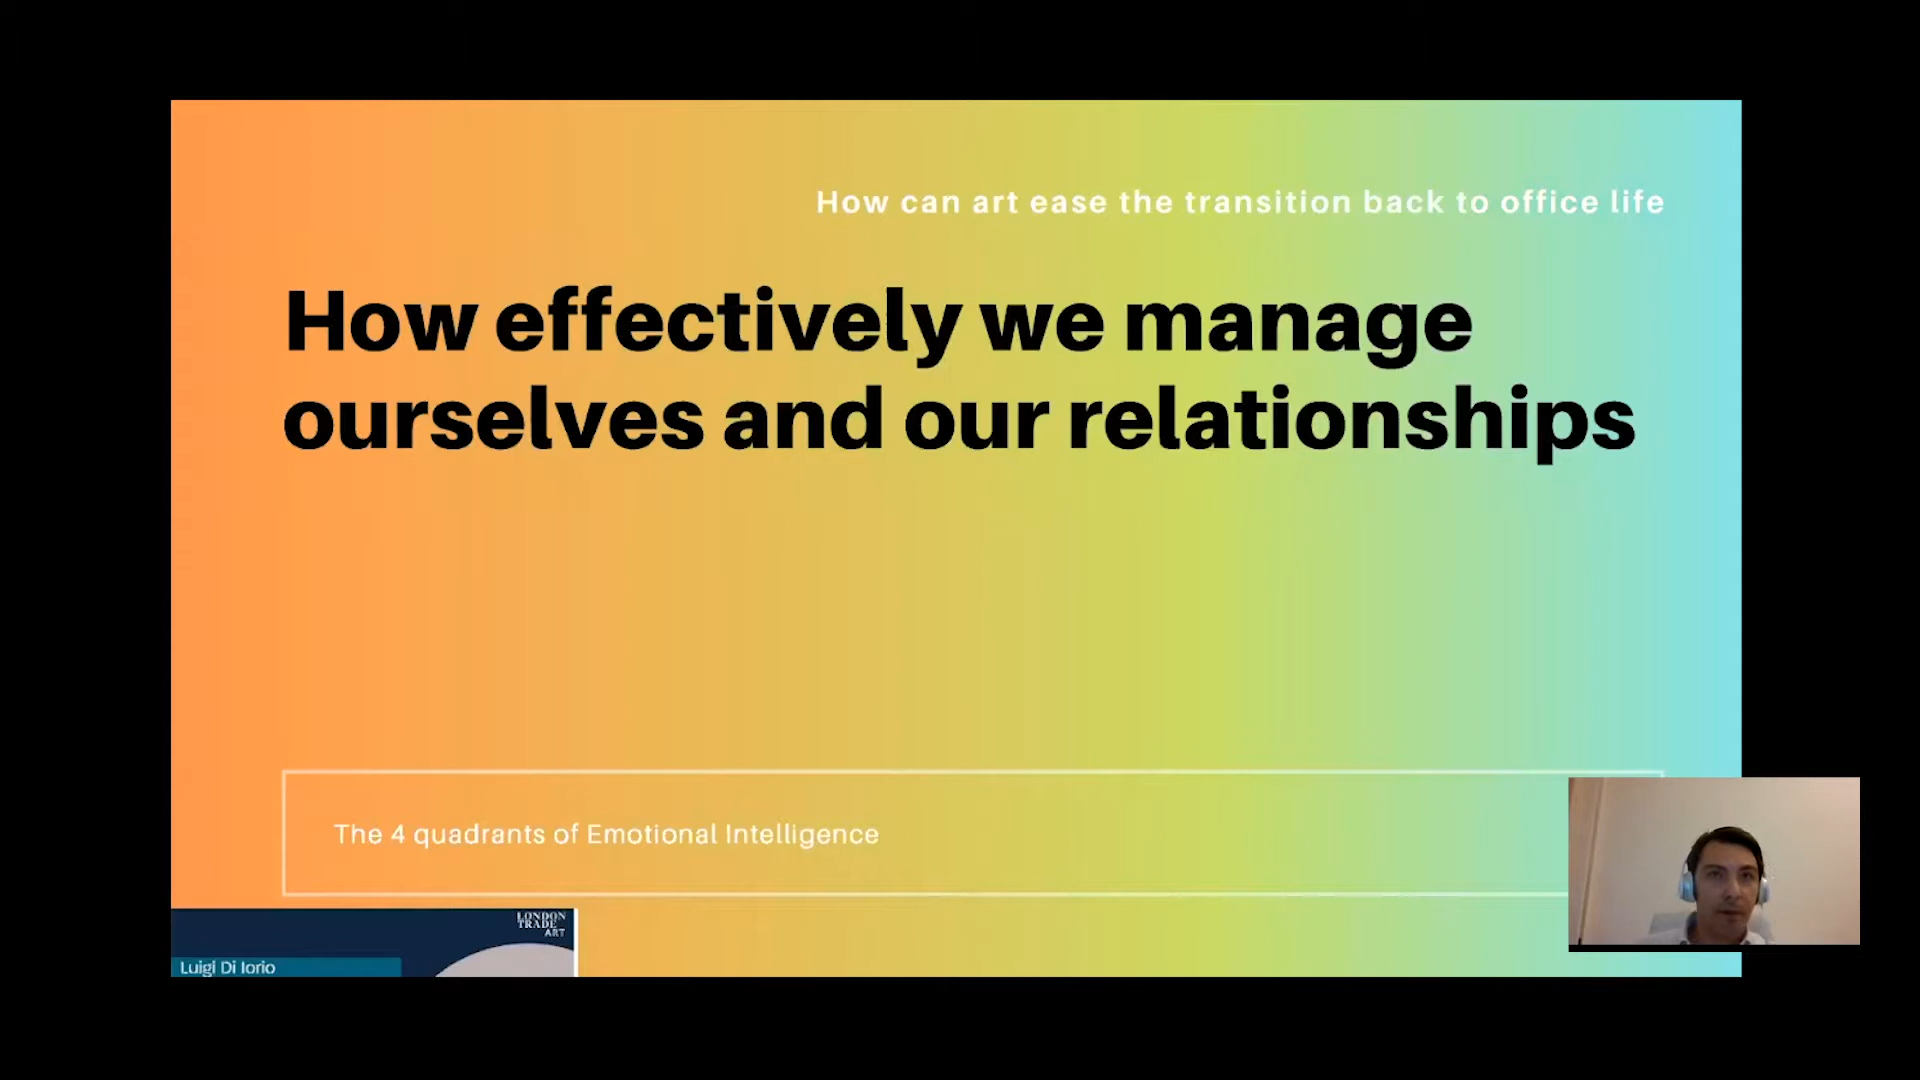 How can art ease the transition back to office life
How effectively we manage
ourselves and our relationships
The 4 quadrants of Emotional Intelligence
LONDON
TRADE
ART
Luigi Di Iorio